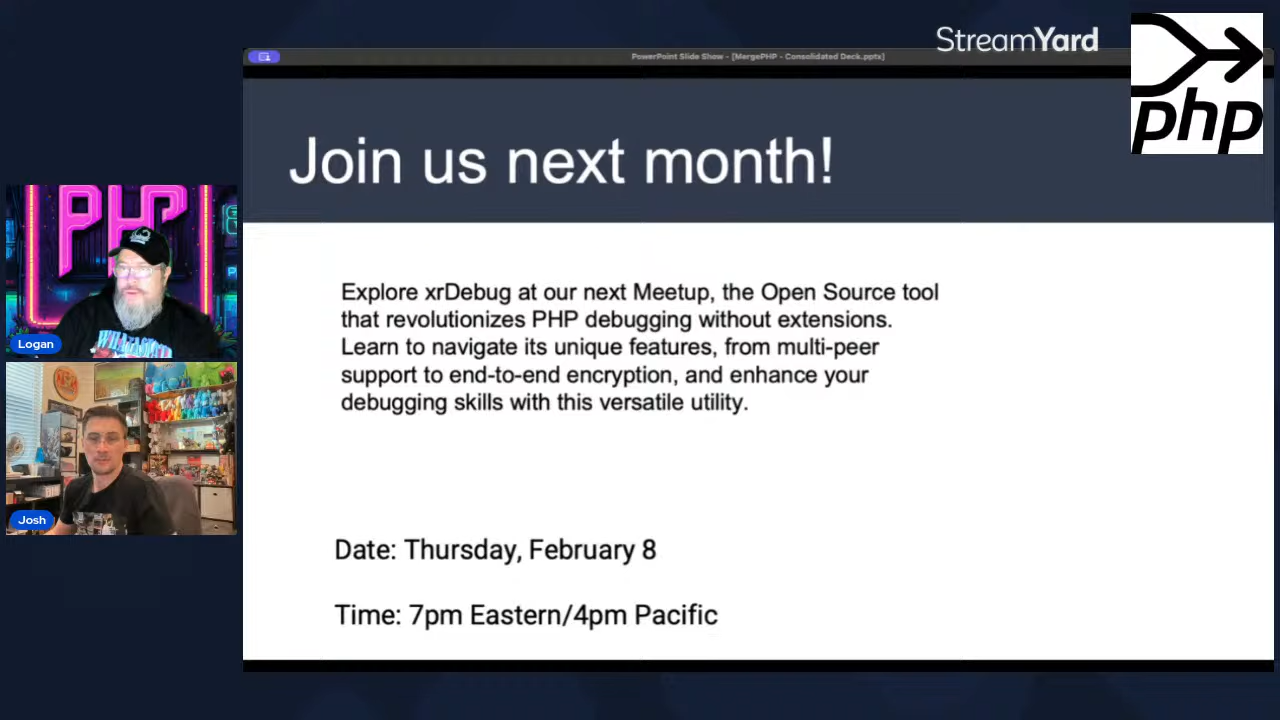 StreamYard
PowerPoint Slide Show - [MergePHP - Consolidated Deck.pptx]
php
Join us next month!
PHP
Logan
Josh
Explore xrDebug at our next Meetup, the Open Source tool
that revolutionizes PHP debugging without extensions.
Learn to navigate its unique features, from multi-peer
support to end-to-end encryption, and enhance your
debugging skills with this versatile utility.
Date: Thursday, February 8
Time: 7pm Eastern/4pm Pacific